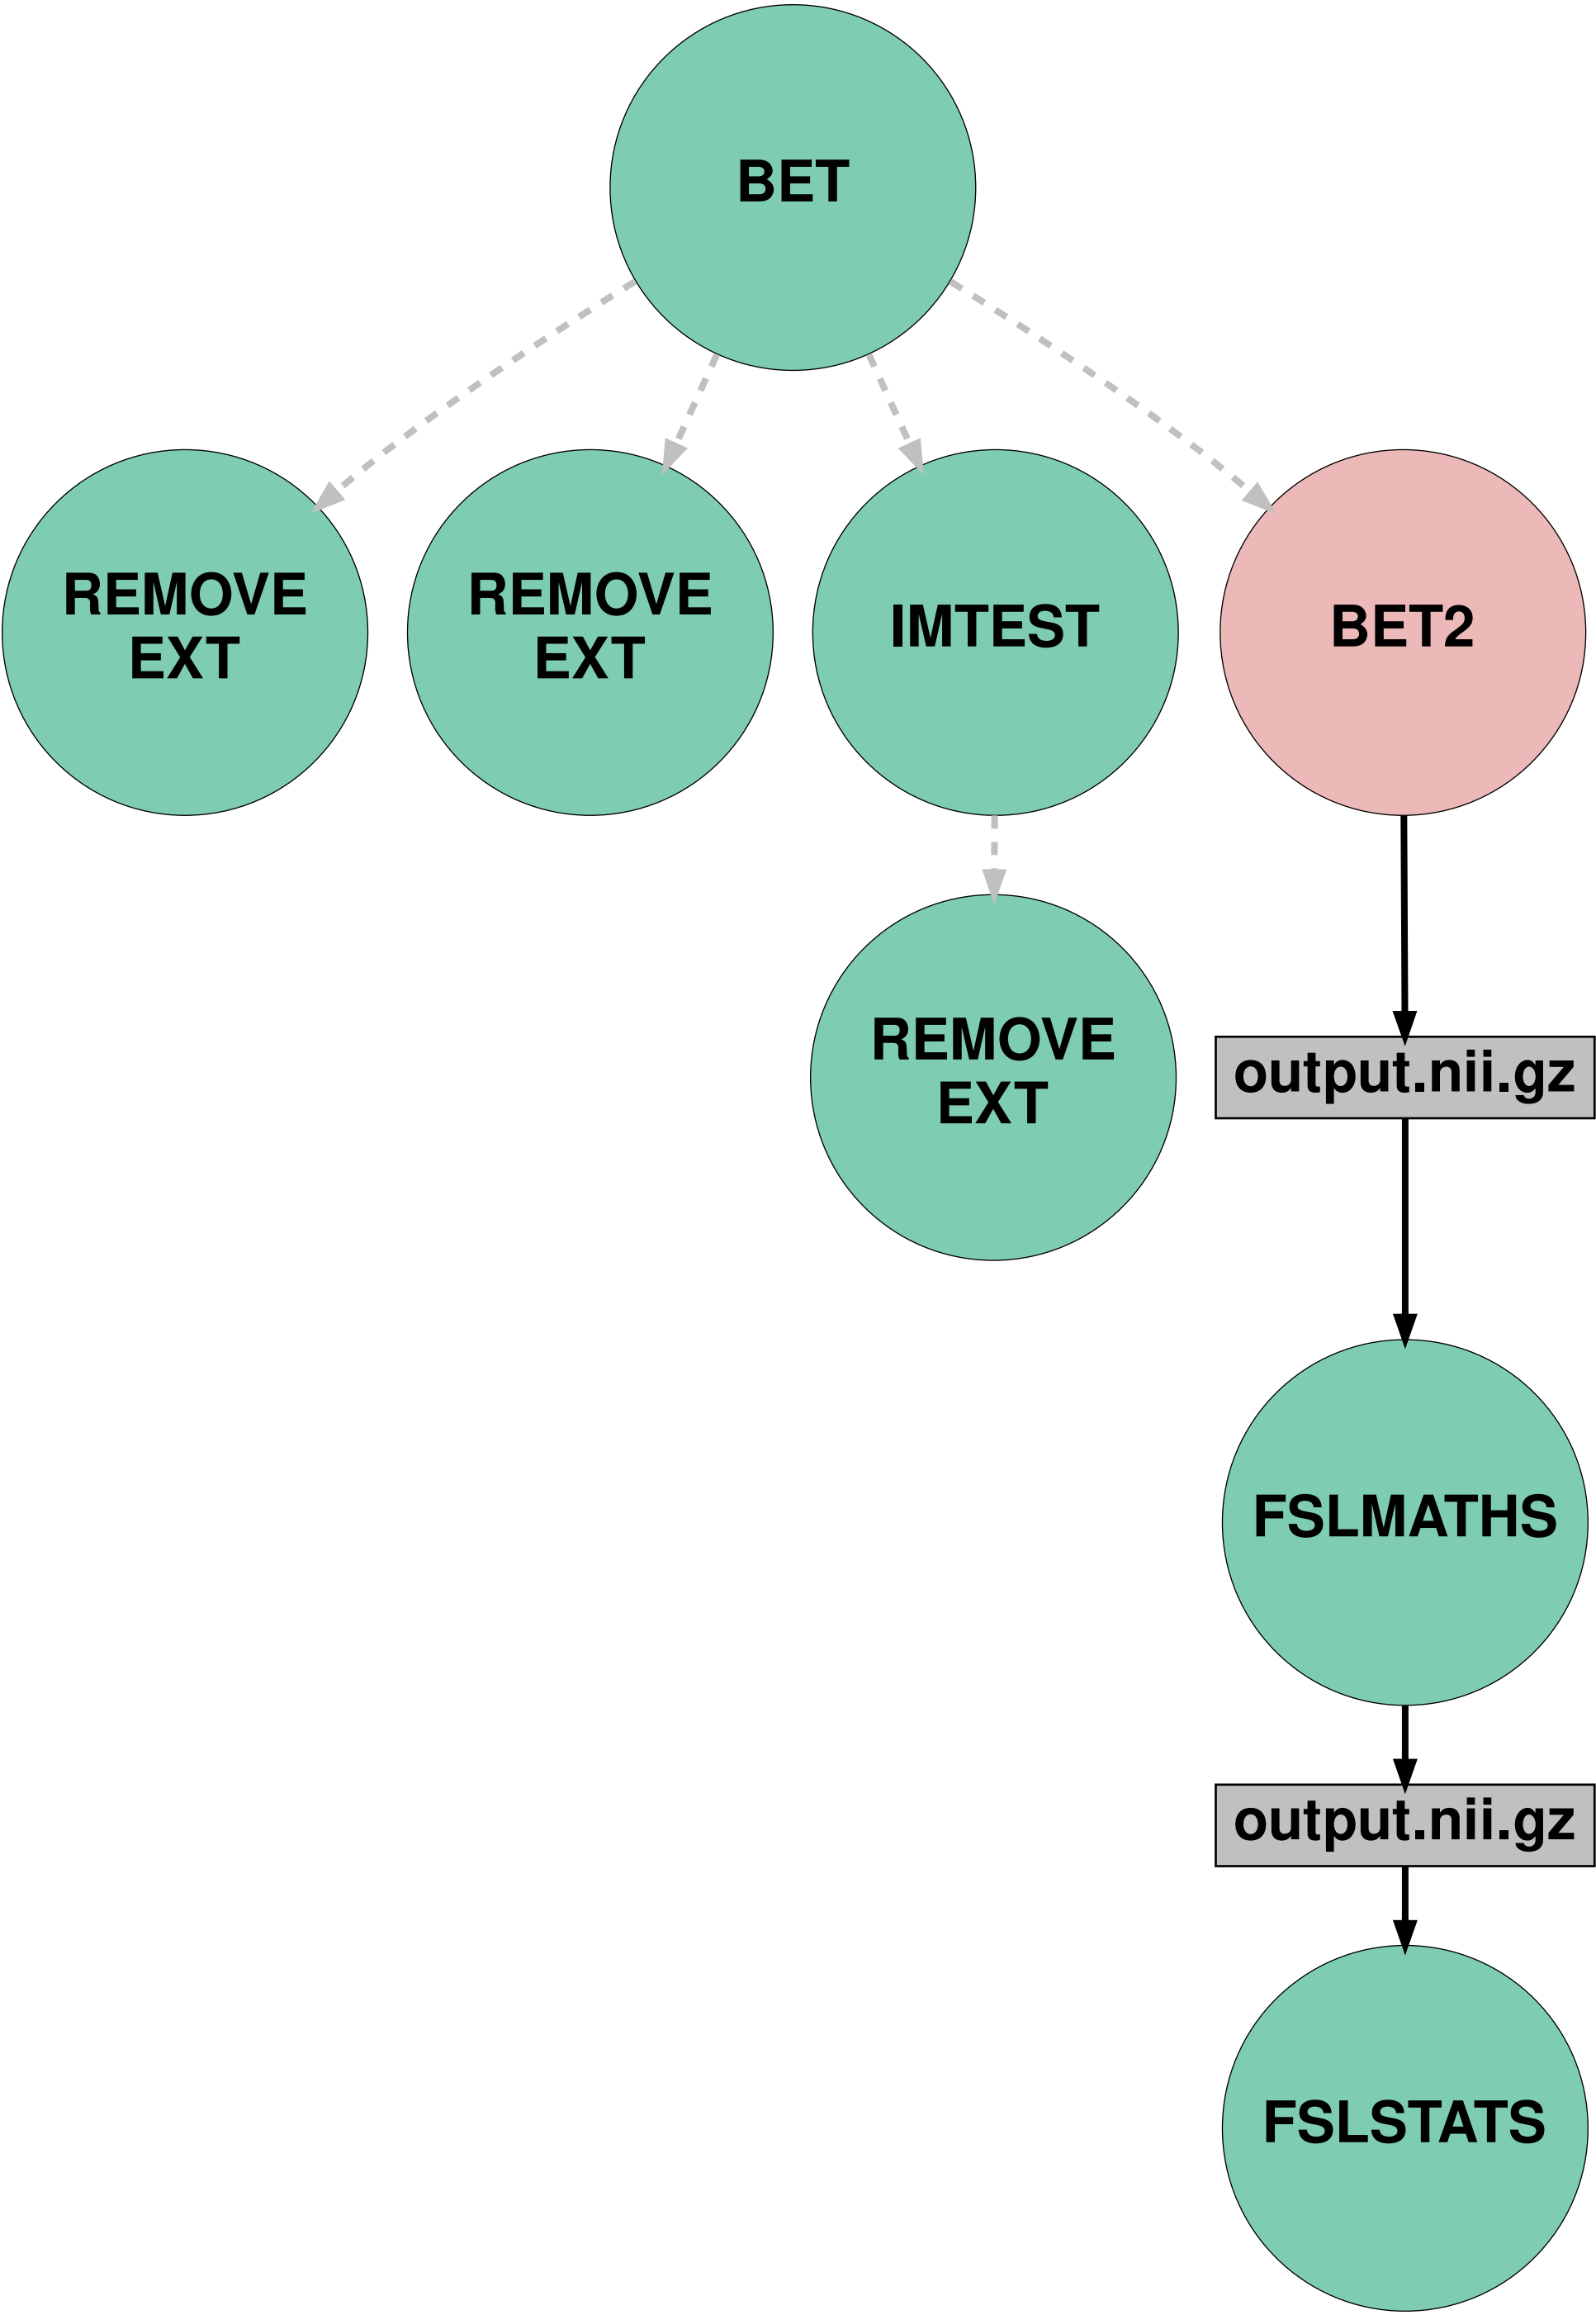 BET
REMOVE
EXT
REMOVE
EXT
IMTEST
BET2
REMOVE
EXT
output.nii.gz
FSLMATHS
output.nii.gz
FSLSTATS